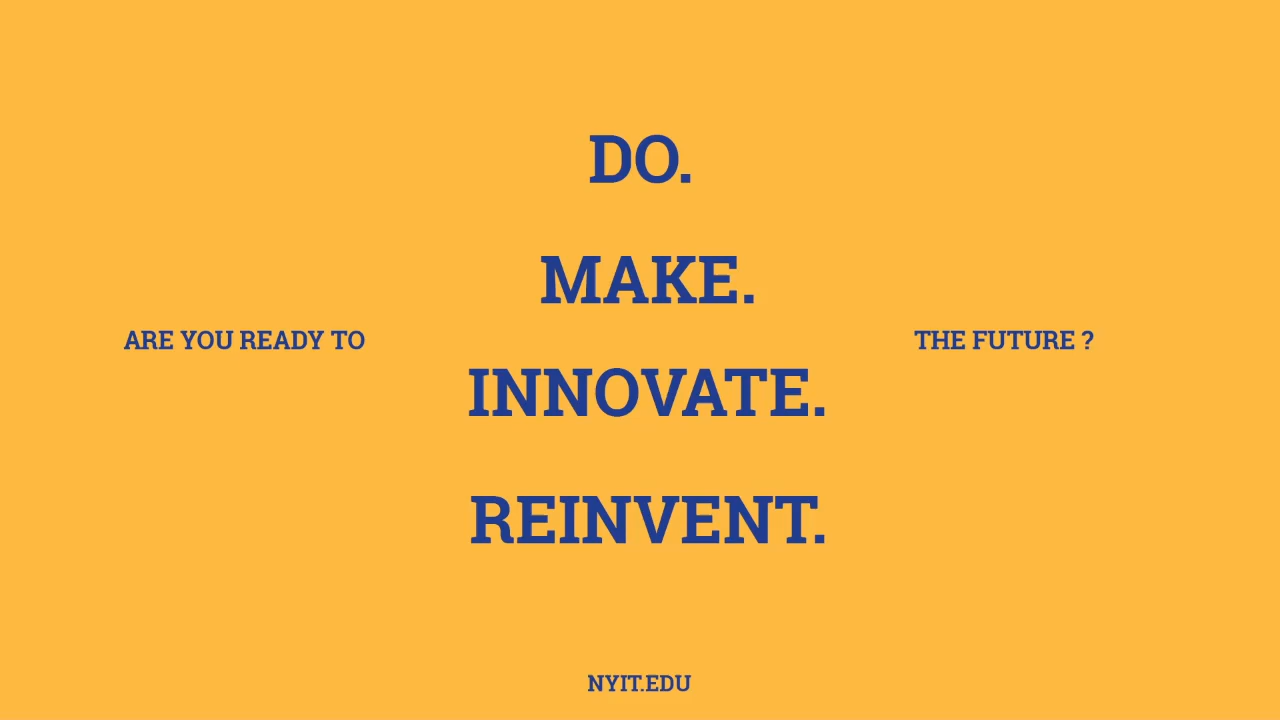 DO.
MAKE.
ARE YOU READY TO
THE FUTURE ?
INNOVATE.
REINVENT.
NYIT.EDU